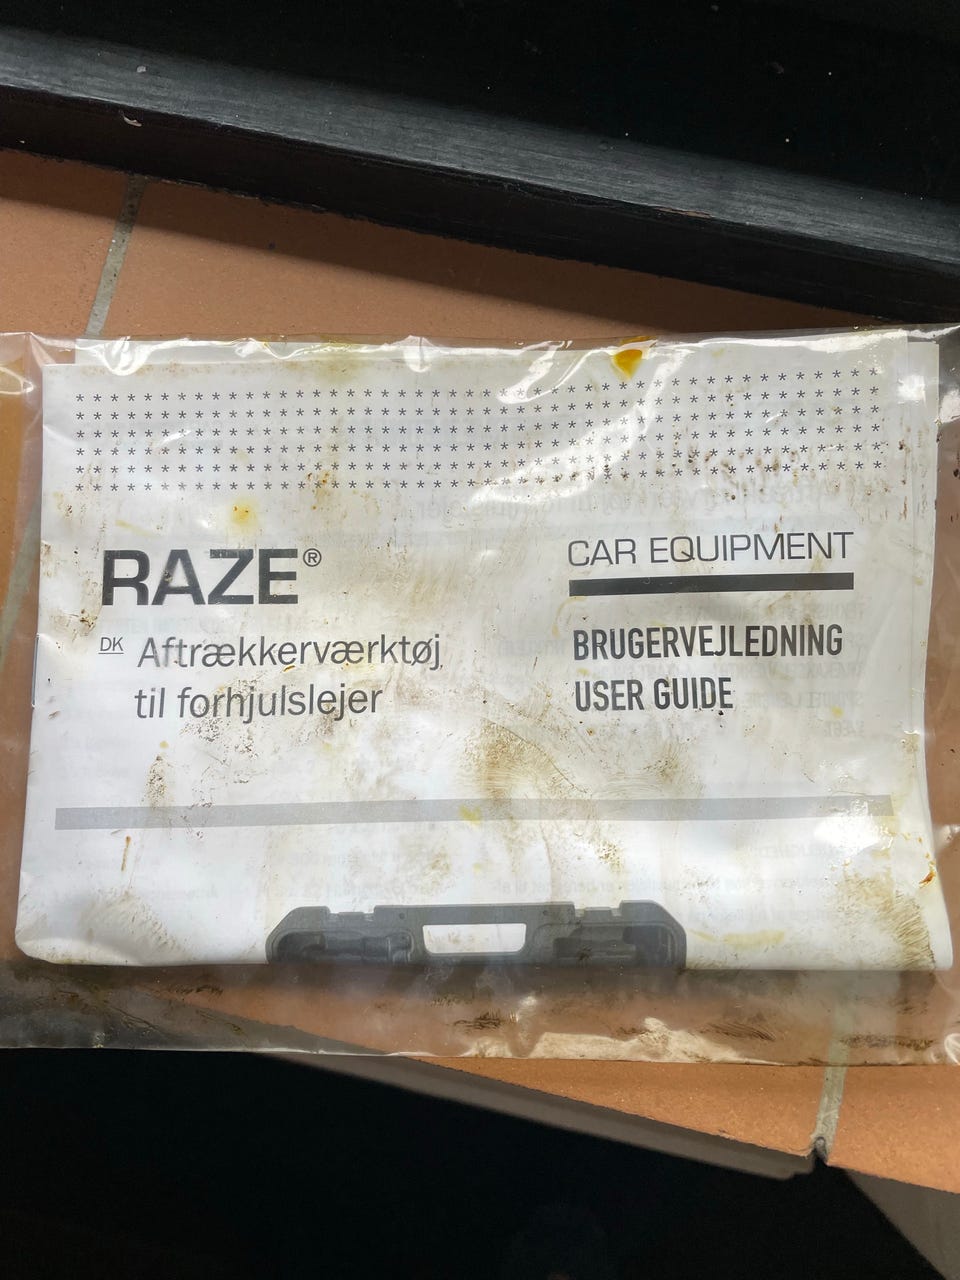 * * * * * * * * * * * * * * * * * * * * * * * * * * * * * * * * * * * * * * * * * * * * * * *
* * * * * * * * * * * * * * * * * * * * * * * * * * * * * * * * * * * * * * * * * * * * * * *
* * * * * * * * * * * * * * * * * * * * * * * * * * * * * * * * * * * * * * * * * * * * * * *
* * * * * * * * * * * * * * * * * * * * * * * * * * * * * * * * * * * * * * * * * * * * * * *
* * * * * * * * * * * * * * * * * * * * * * * * * * * * * * * * * * * * * * * * * * * * * * *
* * * * * * * * * * * * * * * * * * * * * * * * * * * * * * * * * * * * * * * * * * * * * * *
RAZE®
DK Aftrækkerværktøj
til forhjulslejer
CAR EQUIPMENT
BRUGERVEJLEDNING
USER GUIDE